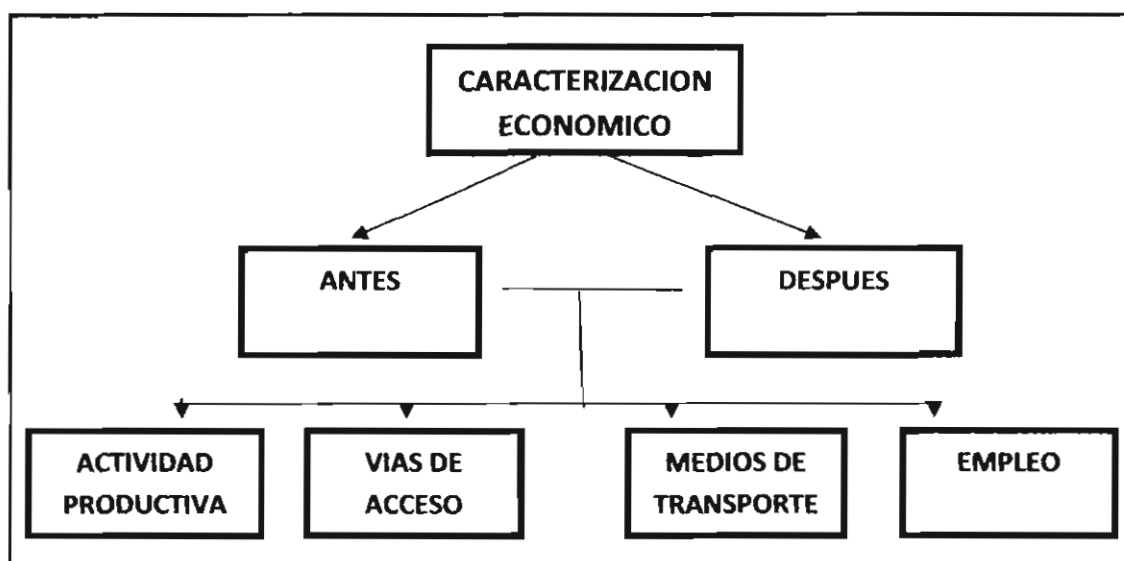 CARACTERIZACION
ECONOMICO
ANTES
DESPUES
ACTIVIDAD
PRODUCTIVA
VIAS DE
ACCESO
MEDIOS DE
TRANSPORTE
EMPLEO